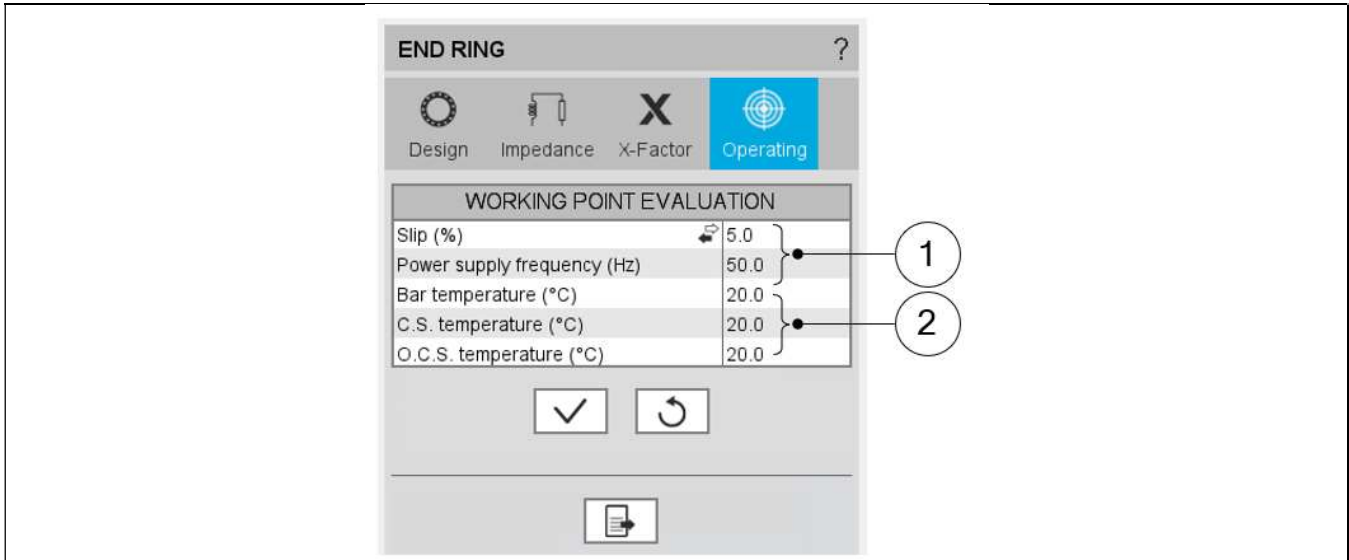 END RING ?
Design Impedance X-Factor Operating
WORKING POINT EVALUATION
Slip (%) 5.0
Power supply frequency (Hz) 50.0
1
Bar temperature (°C) 20.0
C.S. temperature (°C) 20.0
2
O.C.S. temperature (°C) 20.0